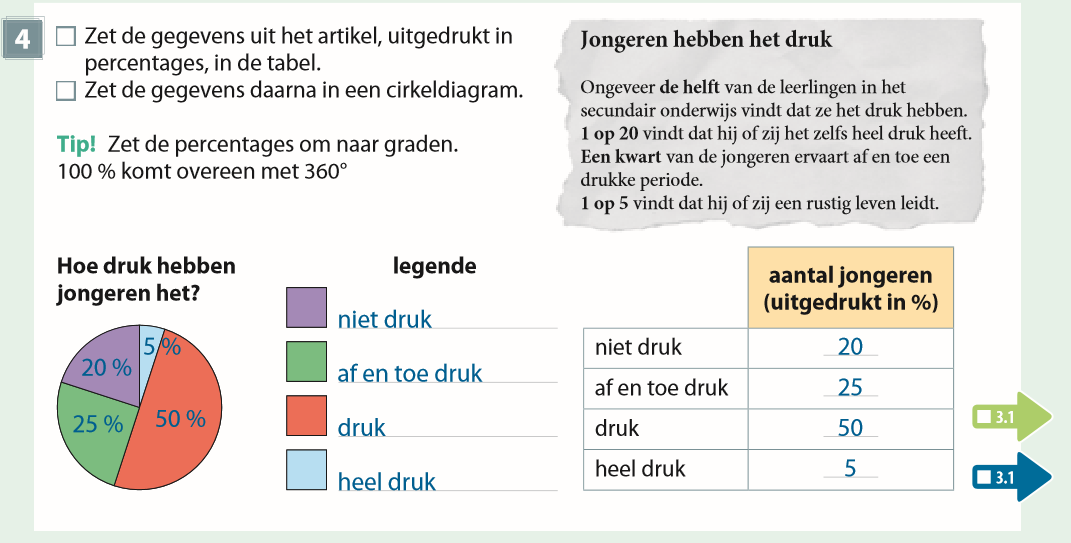 4
Zet de gegevens uit het artikel, uitgedrukt in
percentages, in de tabel.
Zet de gegevens daarna in een cirkeldiagram.
Tip! Zet de percentages om naar graden.
100 % komt overeen met 360°
Jongeren hebben het druk
Ongeveer de helft van de leerlingen in het
secundair onderwijs vindt dat ze het druk hebben.
1 op 20 vindt dat hij of zij het zelfs heel druk heeft.
Een kwart van de jongeren ervaart af en toe een
drukke periode.
1 op 5 vindt dat hij of zij een rustig leven leidt.
Hoe druk hebben
jongeren het?
5 %
20 %
25 %
50 %
legende
niet druk
af en toe druk
druk
heel druk
aantal jongeren
(uitgedrukt in %)
niet druk 20
af en toe druk 25
druk 50
heel druk 5
3.1
3.1